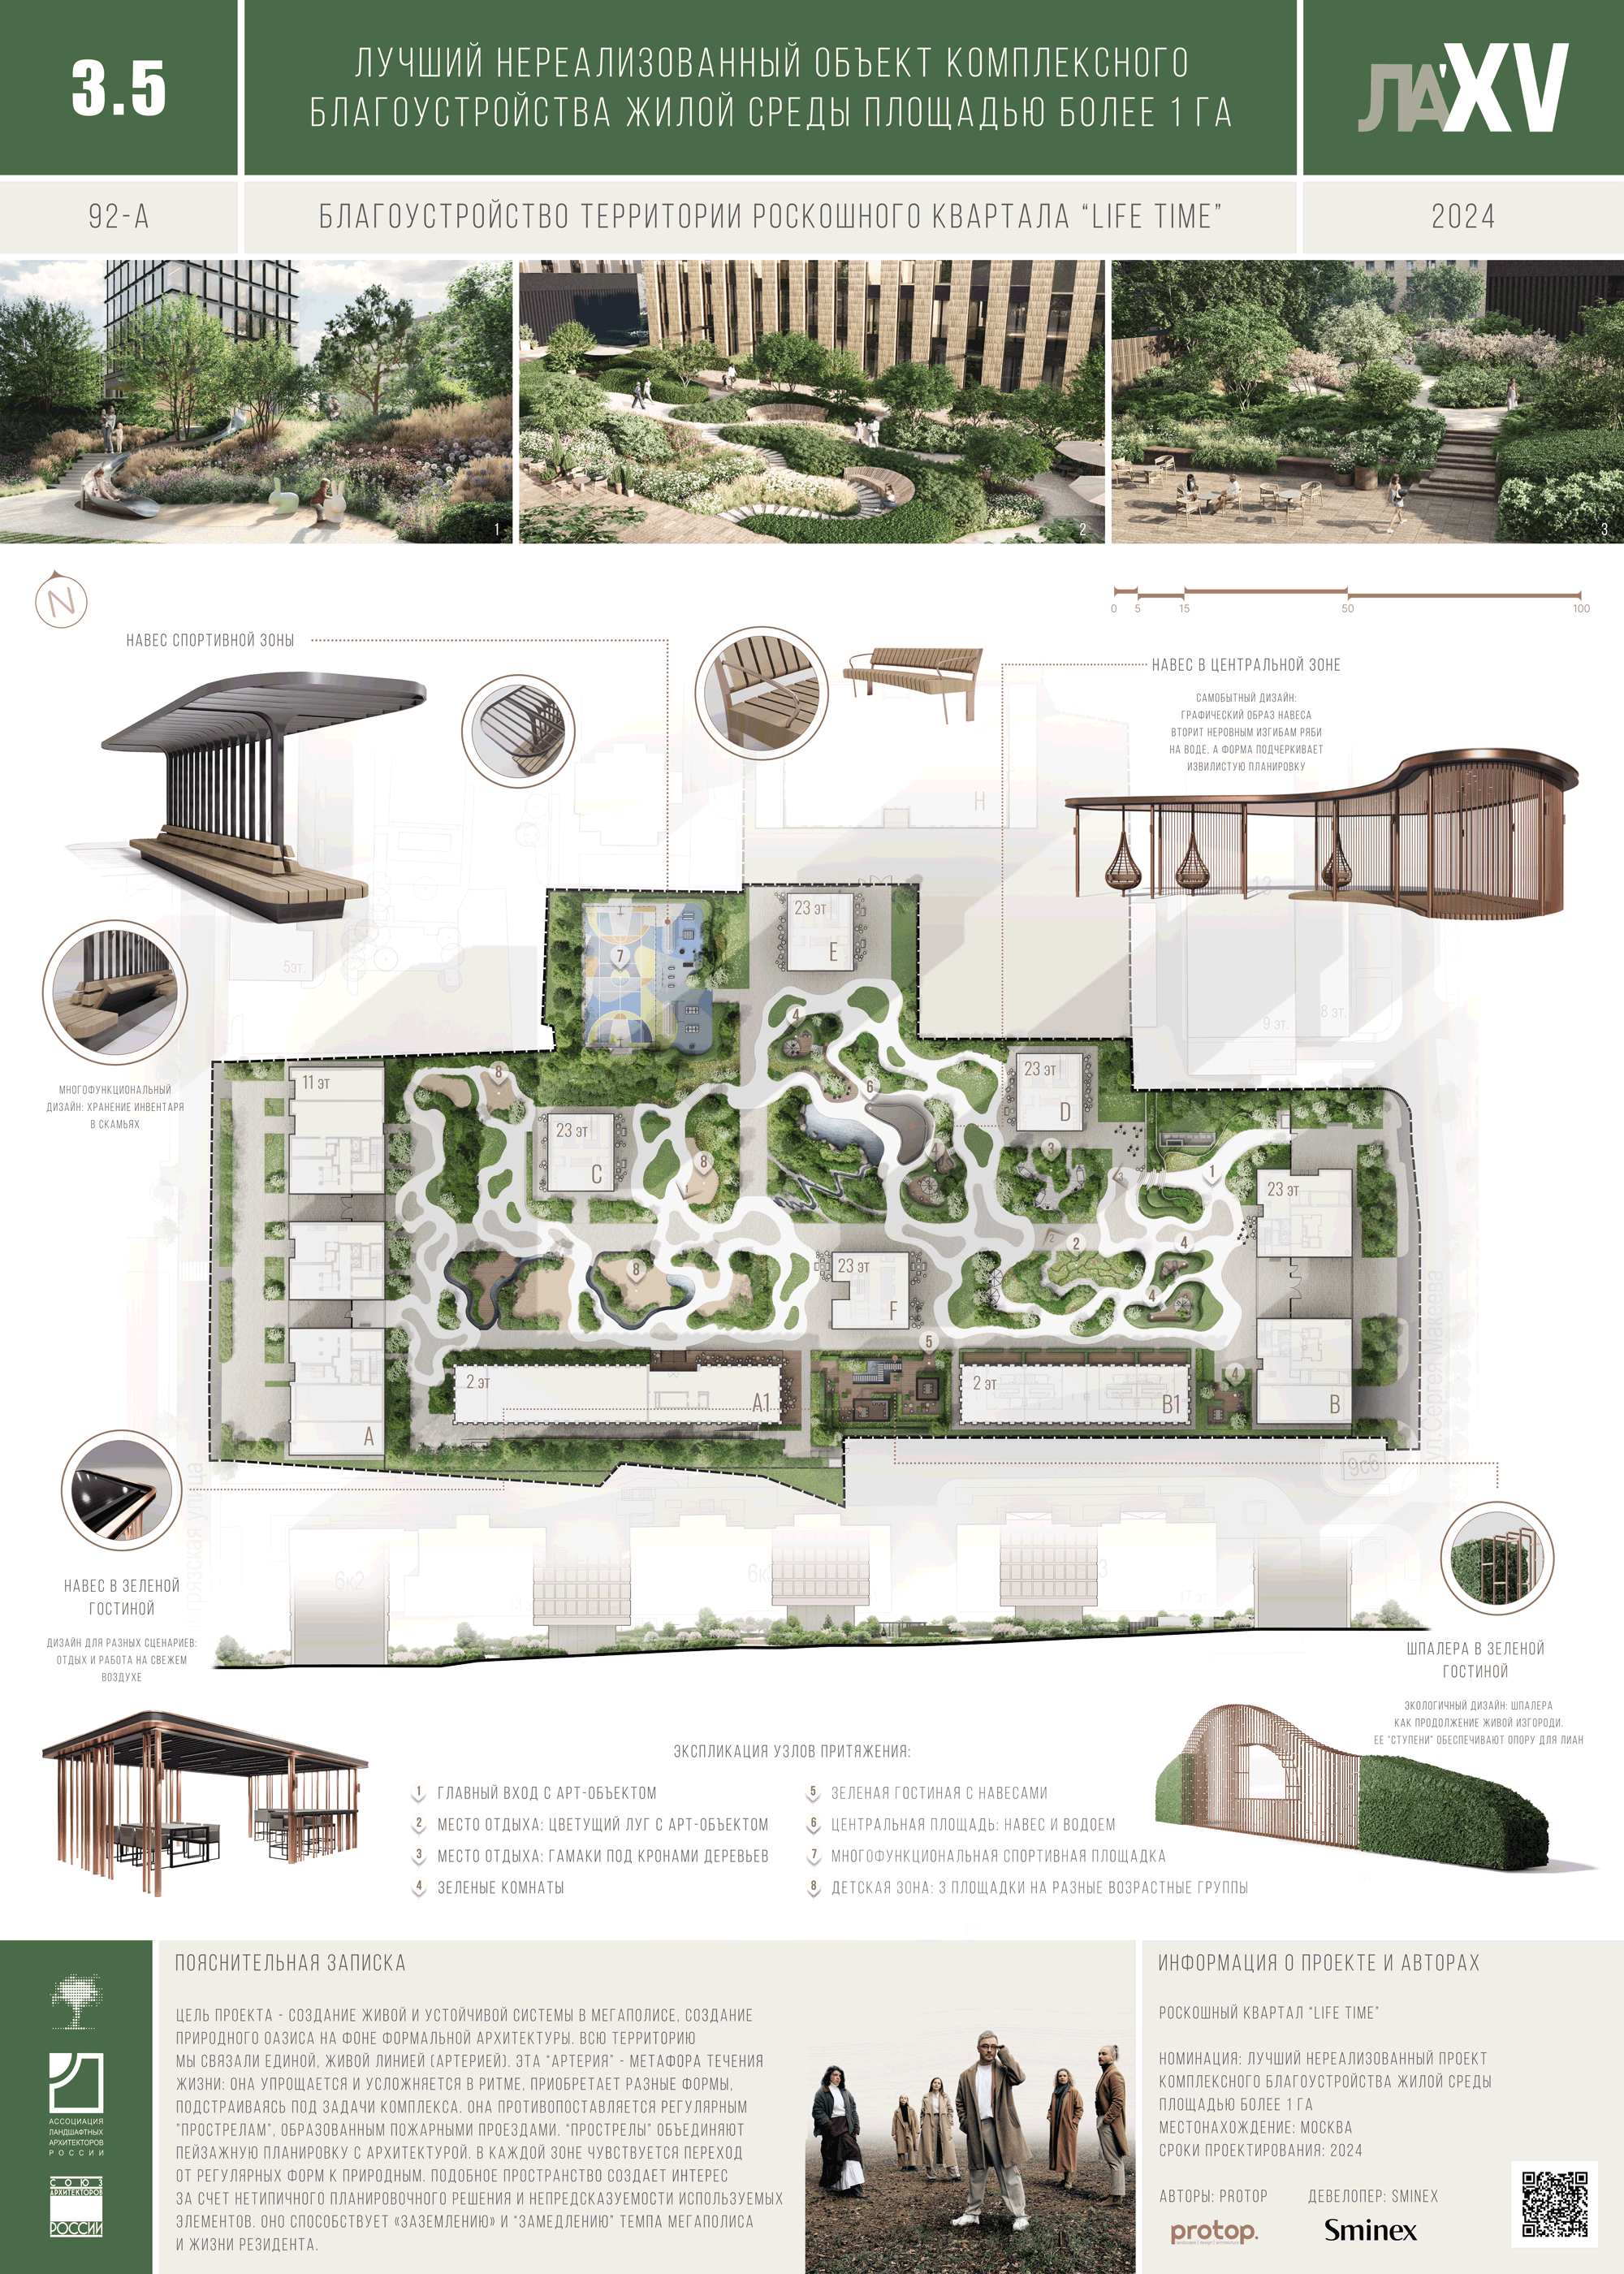 3.5
ЛУЧШИЙ НЕРЕАЛИЗОВАННЫЙ ОБЪЕКТ КОМПЛЕКСНОГО
БЛАГОУСТРОЙСТВА ЖИЛОЙ СРЕДЫ ПЛОЩАДЬЮ БОЛЕЕ 1 ГА
ЛА'XV
92-А
БЛАГОУСТРОЙСТВО ТЕРРИТОРИИ РОСКОШНОГО КВАРТАЛА “LIFE TIME”
2024
1
2
3
N
0 5 15 50 100
НАВЕС СПОРТИВНОЙ ЗОНЫ
НАВЕС В ЦЕНТРАЛЬНОЙ ЗОНЕ
САМОБЫТНЫЙ ДИЗАЙН:
ГРАФИЧЕСКИЙ ОБРАЗ НАВЕСА
ВТОРИТ НЕРОВНЫМ ИЗГИБАМ РЯБИ
НА ВОДЕ, А ФОРМА ПОДЧЕРКИВАЕТ
ИЗВИЛИСТУЮ ПЛАНИРОВКУ
H
13
5эт.
9 эт.
8 эт.
МНОГОФУНКЦИОНАЛЬНЫЙ
ДИЗАЙН: ХРАНЕНИЕ ИНВЕНТАРЯ
В СКАМЬЯХ
23 эт
E
7
4
11 эт
8
23 эт
C
8
6
23 эт
D
4
3
3
1
23 эт
8
23 эт
F
2
2
4
4
5
4
2 эт
A1
2 эт
B1
A
B
ул.Сергея Макеева
9с6
6к2
17 эт
НАВЕС В ЗЕЛЕНОЙ
ГОСТИНОЙ
ДИЗАЙН ДЛЯ РАЗНЫХ СЦЕНАРИЕВ:
ОТДЫХ И РАБОТА НА СВЕЖЕМ
ВОЗДУХЕ
ШПАЛЕРА В ЗЕЛЕНОЙ
ГОСТИНОЙ
ЭКОЛОГИЧНЫЙ ДИЗАЙН: ШПАЛЕРА
КАК ПРОДОЛЖЕНИЕ ЖИВОЙ ИЗГОРОДИ.
ЕЕ “СТУПЕНИ” ОБЕСПЕЧИВАЮТ ОПОРУ ДЛЯ ЛИАН
ЭКСПЛИКАЦИЯ УЗЛОВ ПРИТЯЖЕНИЯ:
1 ГЛАВНЫЙ ВХОД С АРТ-ОБЪЕКТОМ
2 МЕСТО ОТДЫХА: ЦВЕТУЩИЙ ЛУГ С АРТ-ОБЪЕКТОМ
3 МЕСТО ОТДЫХА: ГАМАКИ ПОД КРОНАМИ ДЕРЕВЬЕВ
4 ЗЕЛЕНЫЕ КОМНАТЫ
5 ЗЕЛЕНАЯ ГОСТИНАЯ С НАВЕСАМИ
6 ЦЕНТРАЛЬНАЯ ПЛОЩАДЬ: НАВЕС И ВОДОЕМ
7 МНОГОФУНКЦИОНАЛЬНАЯ СПОРТИВНАЯ ПЛОЩАДКА
8 ДЕТСКАЯ ЗОНА: 3 ПЛОЩАДКИ НА РАЗНЫЕ ВОЗРАСТНЫЕ ГРУППЫ
АССОЦИАЦИЯ
ЛАНДШАФТНЫХ
АРХИТЕКТОРОВ
РОССИИ
СОЮЗ
АРХИТЕКТОРОВ
РОССИИ
ПОЯСНИТЕЛЬНАЯ ЗАПИСКА
ЦЕЛЬ ПРОЕКТА - СОЗДАНИЕ ЖИВОЙ И УСТОЙЧИВОЙ СИСТЕМЫ В МЕГАПОЛИСЕ, СОЗДАНИЕ
ПРИРОДНОГО ОАЗИСА НА ФОНЕ ФОРМАЛЬНОЙ АРХИТЕКТУРЫ. ВСЮ ТЕРРИТОРИЮ
МЫ СВЯЗАЛИ ЕДИНОЙ, ЖИВОЙ ЛИНИЕЙ (АРТЕРИЕЙ). ЭТА “АРТЕРИЯ” - МЕТАФОРА ТЕЧЕНИЯ
ЖИЗНИ: ОНА УПРОЩАЕТСЯ И УСЛОЖНЯЕТСЯ В РИТМЕ, ПРИОБРЕТАЕТ РАЗНЫЕ ФОРМЫ,
ПОДСТРАИВАЯСЬ ПОД ЗАДАЧИ КОМПЛЕКСА. ОНА ПРОТИВОПОСТАВЛЯЕТСЯ РЕГУЛЯРНЫМ
"ПРОСТРЕЛАМ", ОБРАЗОВАННЫМ ПОЖАРНЫМИ ПРОЕЗДАМИ. “ПРОСТРЕЛЫ” ОБЪЕДИНЯЮТ
ПЕЙЗАЖНУЮ ПЛАНИРОВКУ С АРХИТЕКТУРОЙ. В КАЖДОЙ ЗОНЕ ЧУВСТВУЕТСЯ ПЕРЕХОД
ОТ РЕГУЛЯРНЫХ ФОРМ К ПРИРОДНЫМ. ПОДОБНОЕ ПРОСТРАНСТВО СОЗДАЕТ ИНТЕРЕС
ЗА СЧЕТ НЕТИПИЧНОГО ПЛАНИРОВОЧНОГО РЕШЕНИЯ И НЕПРЕДСКАЗУЕМОСТИ ИСПОЛЬЗУЕМЫХ
ЭЛЕМЕНТОВ. ОНО СПОСОБСТВУЕТ «ЗАЗЕМЛЕНИЮ» И “ЗАМЕДЛЕНИЮ” ТЕМПА МЕГАПОЛИСА
И ЖИЗНИ РЕЗИДЕНТА.
ИНФОРМАЦИЯ О ПРОЕКТЕ И АВТОРАХ
РОСКОШНЫЙ КВАРТАЛ “LIFE TIME”
НОМИНАЦИЯ: ЛУЧШИЙ НЕРЕАЛИЗОВАННЫЙ ПРОЕКТ
КОМПЛЕКСНОГО БЛАГОУСТРОЙСТВА ЖИЛОЙ СРЕДЫ
ПЛОЩАДЬЮ БОЛЕЕ 1 ГА
МЕСТОНАХОЖДЕНИЕ: МОСКВА
СРОКИ ПРОЕКТИРОВАНИЯ: 2024
АВТОРЫ: PROTOP
ДЕВЕЛОПЕР: SMINEX
protop.
Sminex